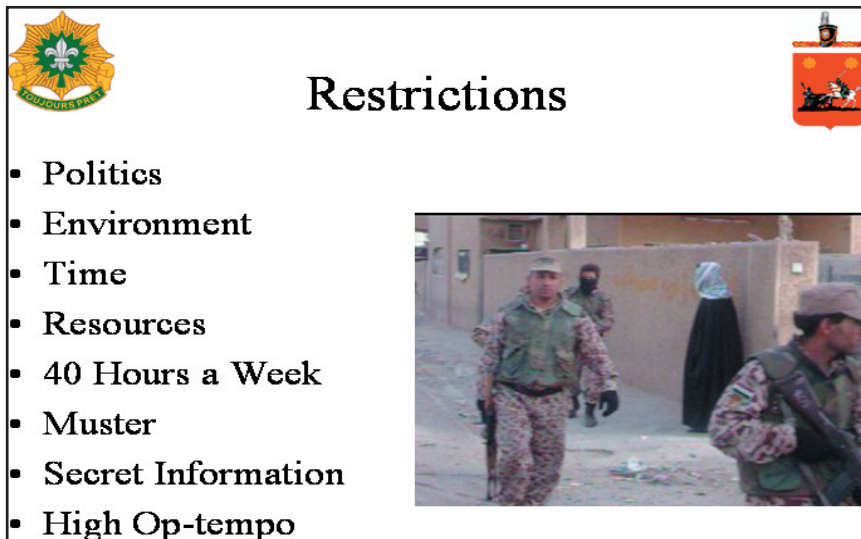 TOUJOURS PRET
Restrictions
• Politics
• Environment
• Time
• Resources
• 40 Hours a Week
• Muster
• Secret Information
• High Op-tempo